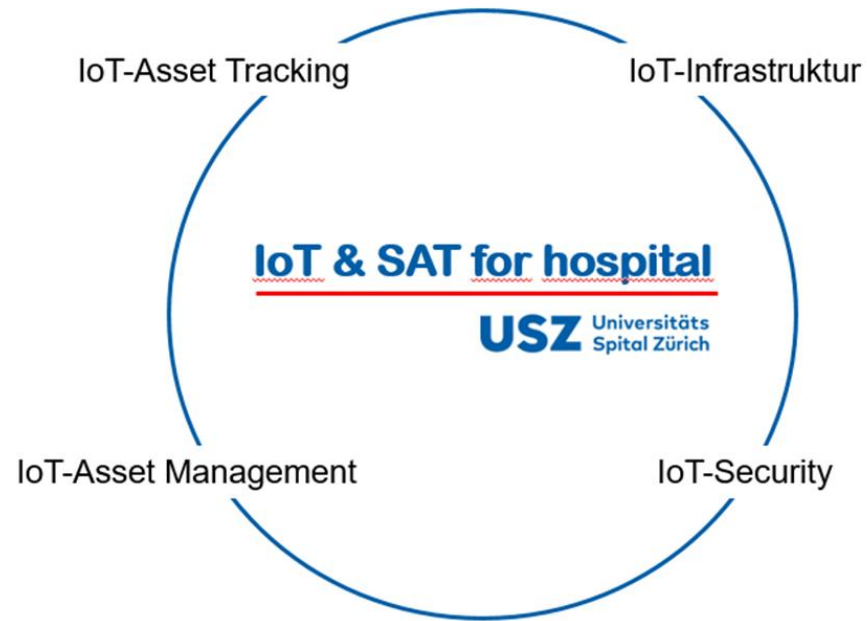 IoT-Asset Tracking
IoT-Infrastruktur
IoT & SAT for hospital
USZ Universitäts
Spital Zürich
IoT-Asset Management
IoT-Security